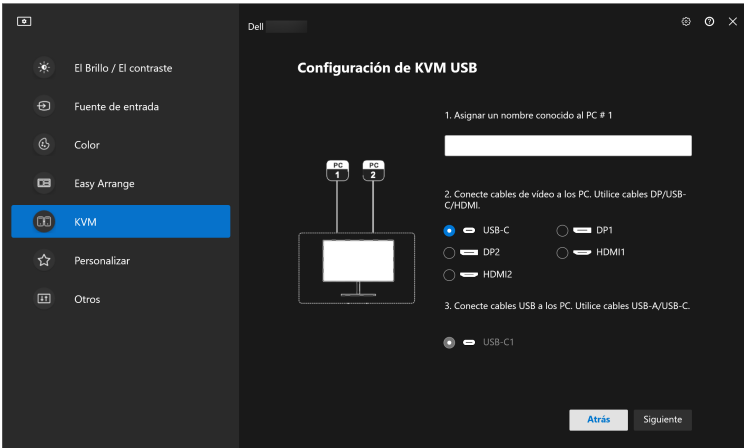 Dell
El Brillo / El contraste
Fuente de entrada
Color
Easy Arrange
KVM
Personalizar
Otros
Configuración de KVM USB
PC
1
PC
2
1. Asignar un nombre conocido al PC # 1
2. Conecte cables de vídeo a los PC. Utilice cables DP/USB-
C/HDMI.
USB-C
DP1
DP2
HDMI1
HDMI2
3. Conecte cables USB a los PC. Utilice cables USB-A/USB-C.
USB-C1
Atrás
Siguiente